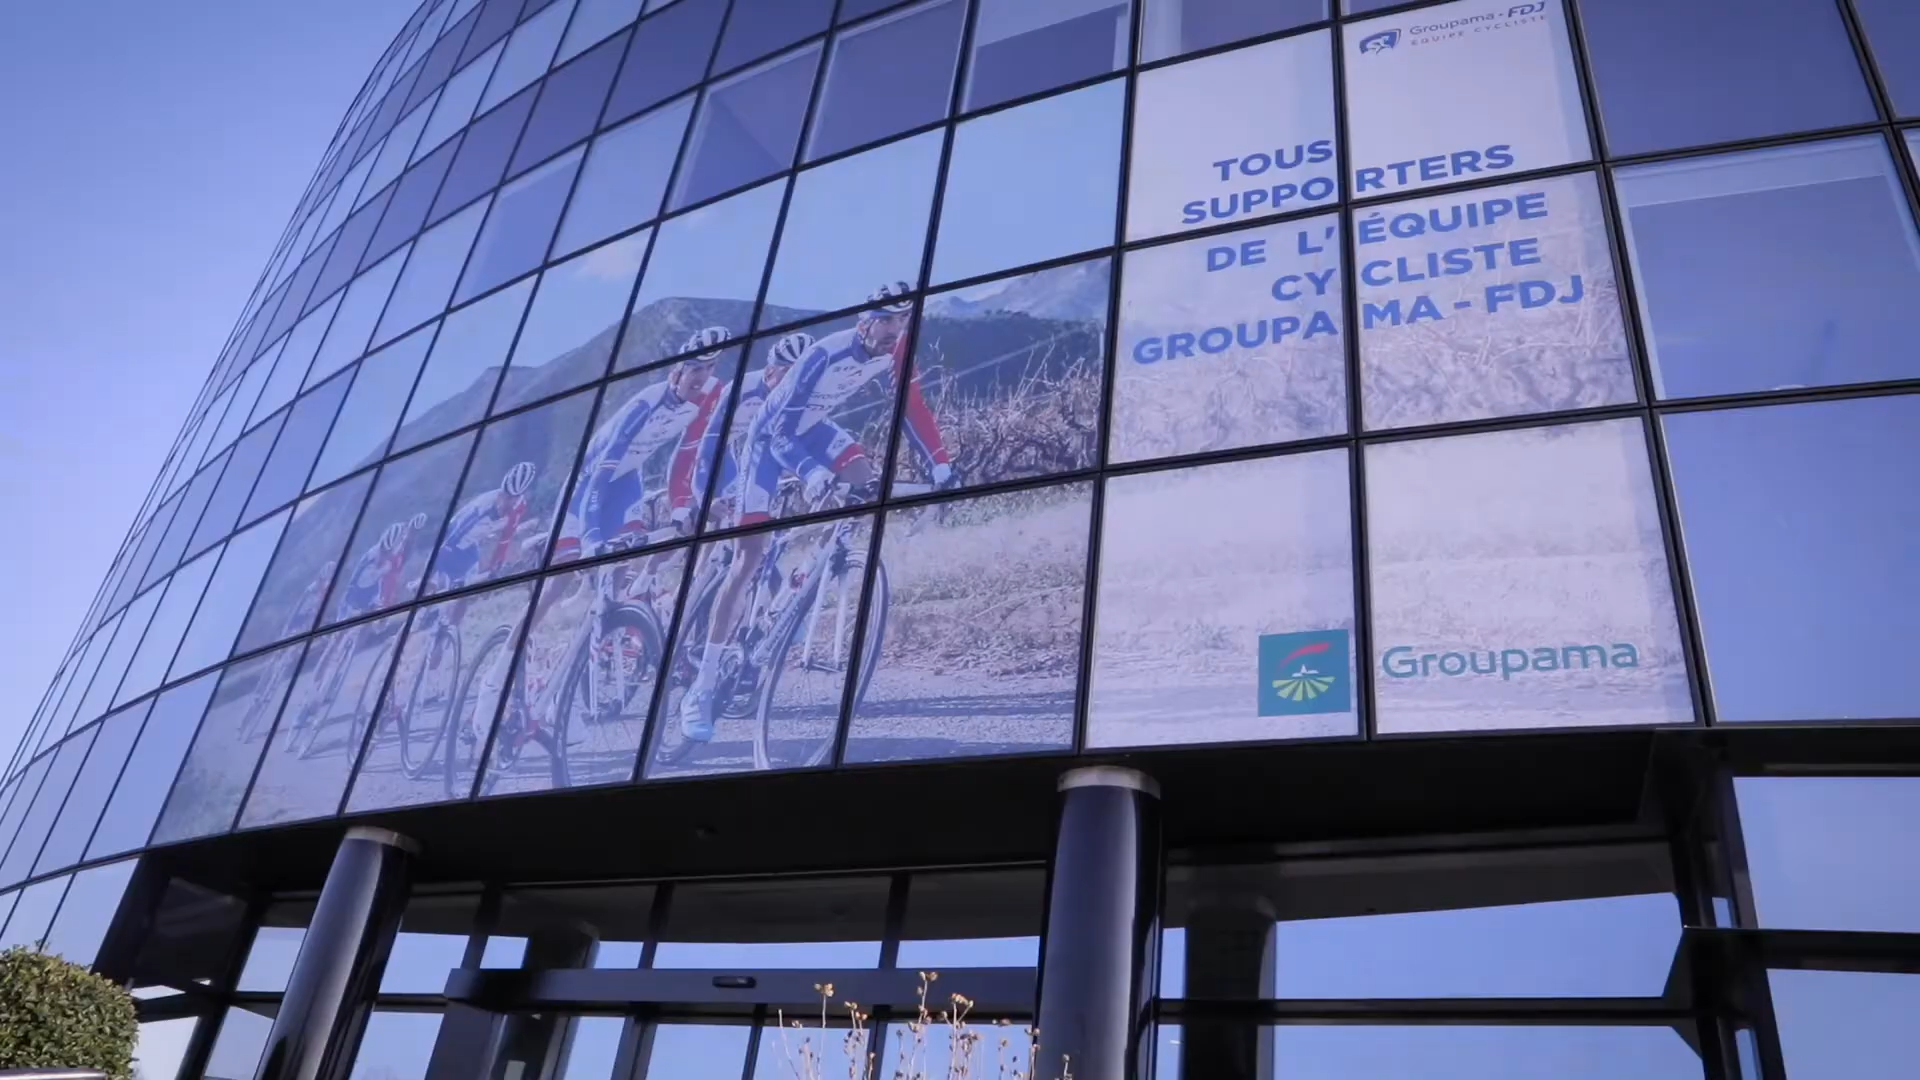 Groupama - FDJ
ÉQUIPE CYCLISTE
TOUS
SUPPORTERS
DE L'ÉQUIPE
CYCLISTE
GROUPAMA - FDJ
Groupama